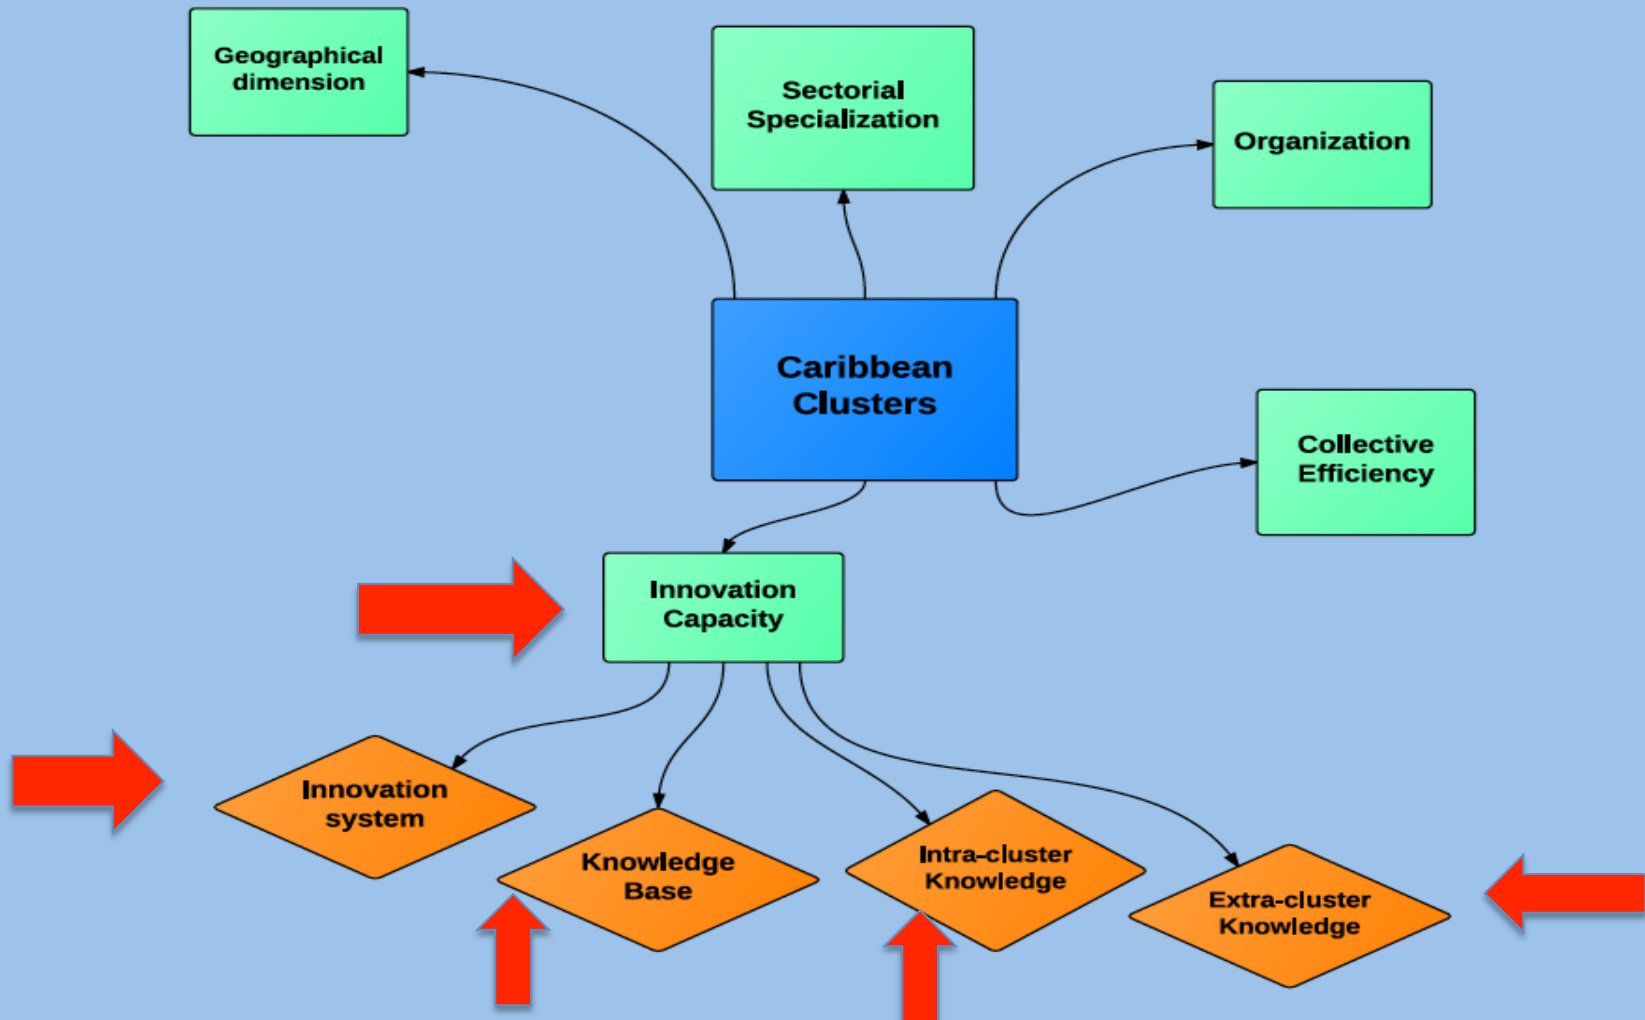 Geographical
dimension
Sectorial
Specialization
Organization
Caribbean
Clusters
Collective
Efficiency
Innovation
Capacity
Innovation
system
Knowledge
Base
Intra-cluster
Knowledge
Extra-cluster
Knowledge